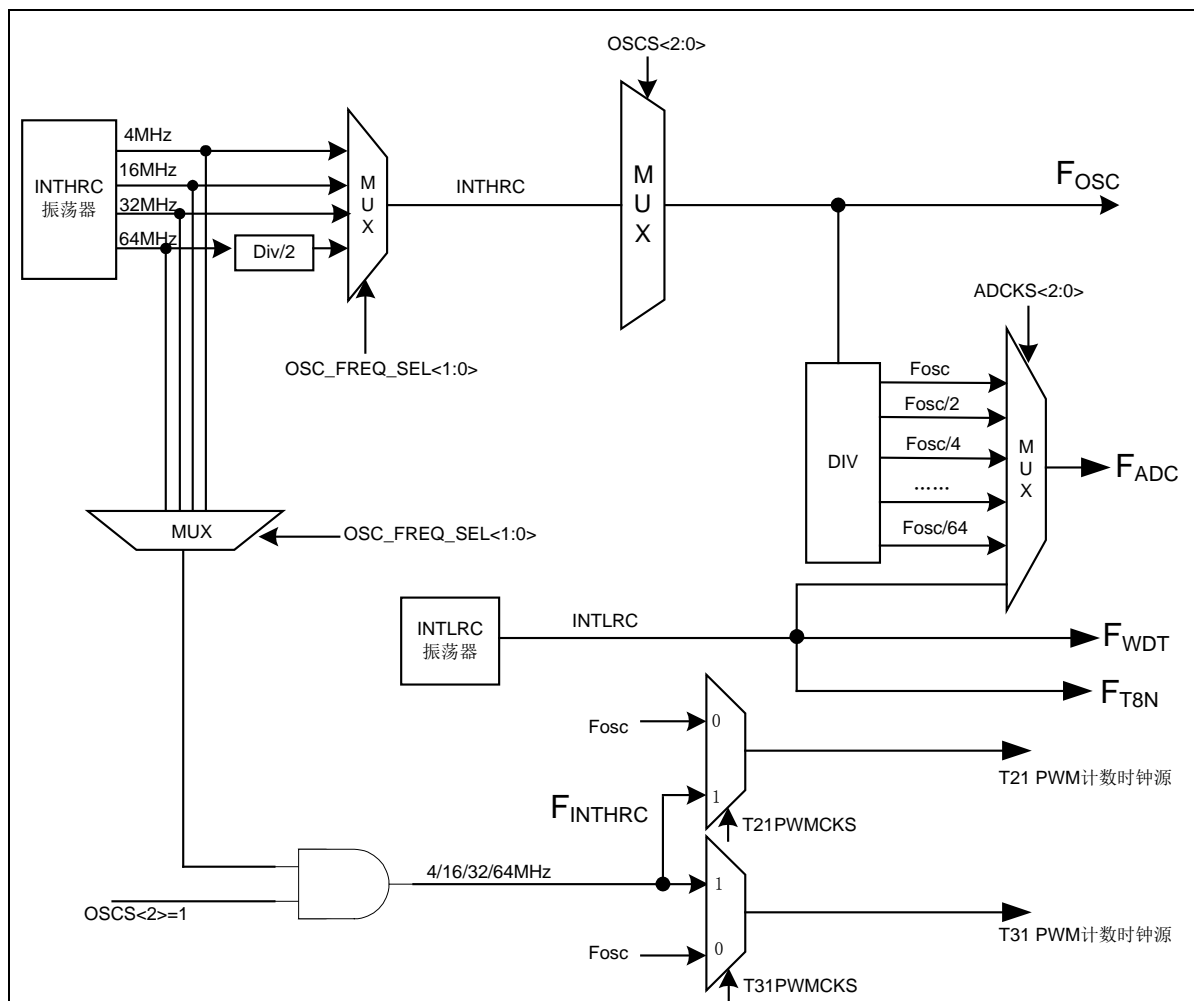 OSCS<2:0>
4MHz
16MHz
32MHz
64MHz
INTHRC
振荡器
Div/2
M
U
X
INTHRC
M
U
X
FOSC
OSC_FREQ_SEL<1:0>
ADCKS<2:0>
DIV
Fosc
Fosc/2
Fosc/4
……
Fosc/64
M
U
X
FADC
MUX
OSC_FREQ_SEL<1:0>
INTLRC
振荡器
INTLRC
FWDT
FT8N
Fosc
0
1
T21 PWM计数时钟源
FINTHRC
T21PWMCKS
4/16/32/64MHz
1
0
OSCS<2>=1
T31 PWM计数时钟源
Fosc
T31PWMCKS